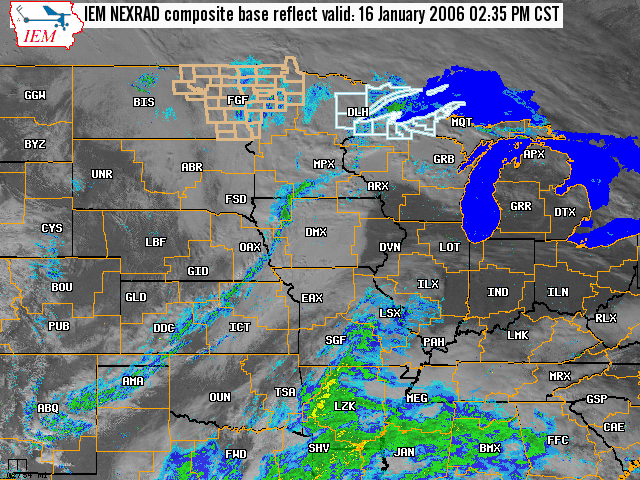 IEM NEXRAD composite base reflect valid: 16 January 2006 02:35 PM CST
IEM
GGW
BIS
FGF
DLH
MQT
BYZ
GRB
APX
UNR
ABR
MPX
ARX
FSD
GRR
DTX
CYS
LBF
OAX
DMX
DVN
LOT
GID
BOU
GLD
EAX
ILX
IND
ILN
PUB
DDC
ICT
LSX
RLX
SGF
PAH
LMK
AMA
MRX
ABQ
OUN
TSA
LZK
MEG
GSP
CAE
FWD
SHV
JAN
BMX
FFC